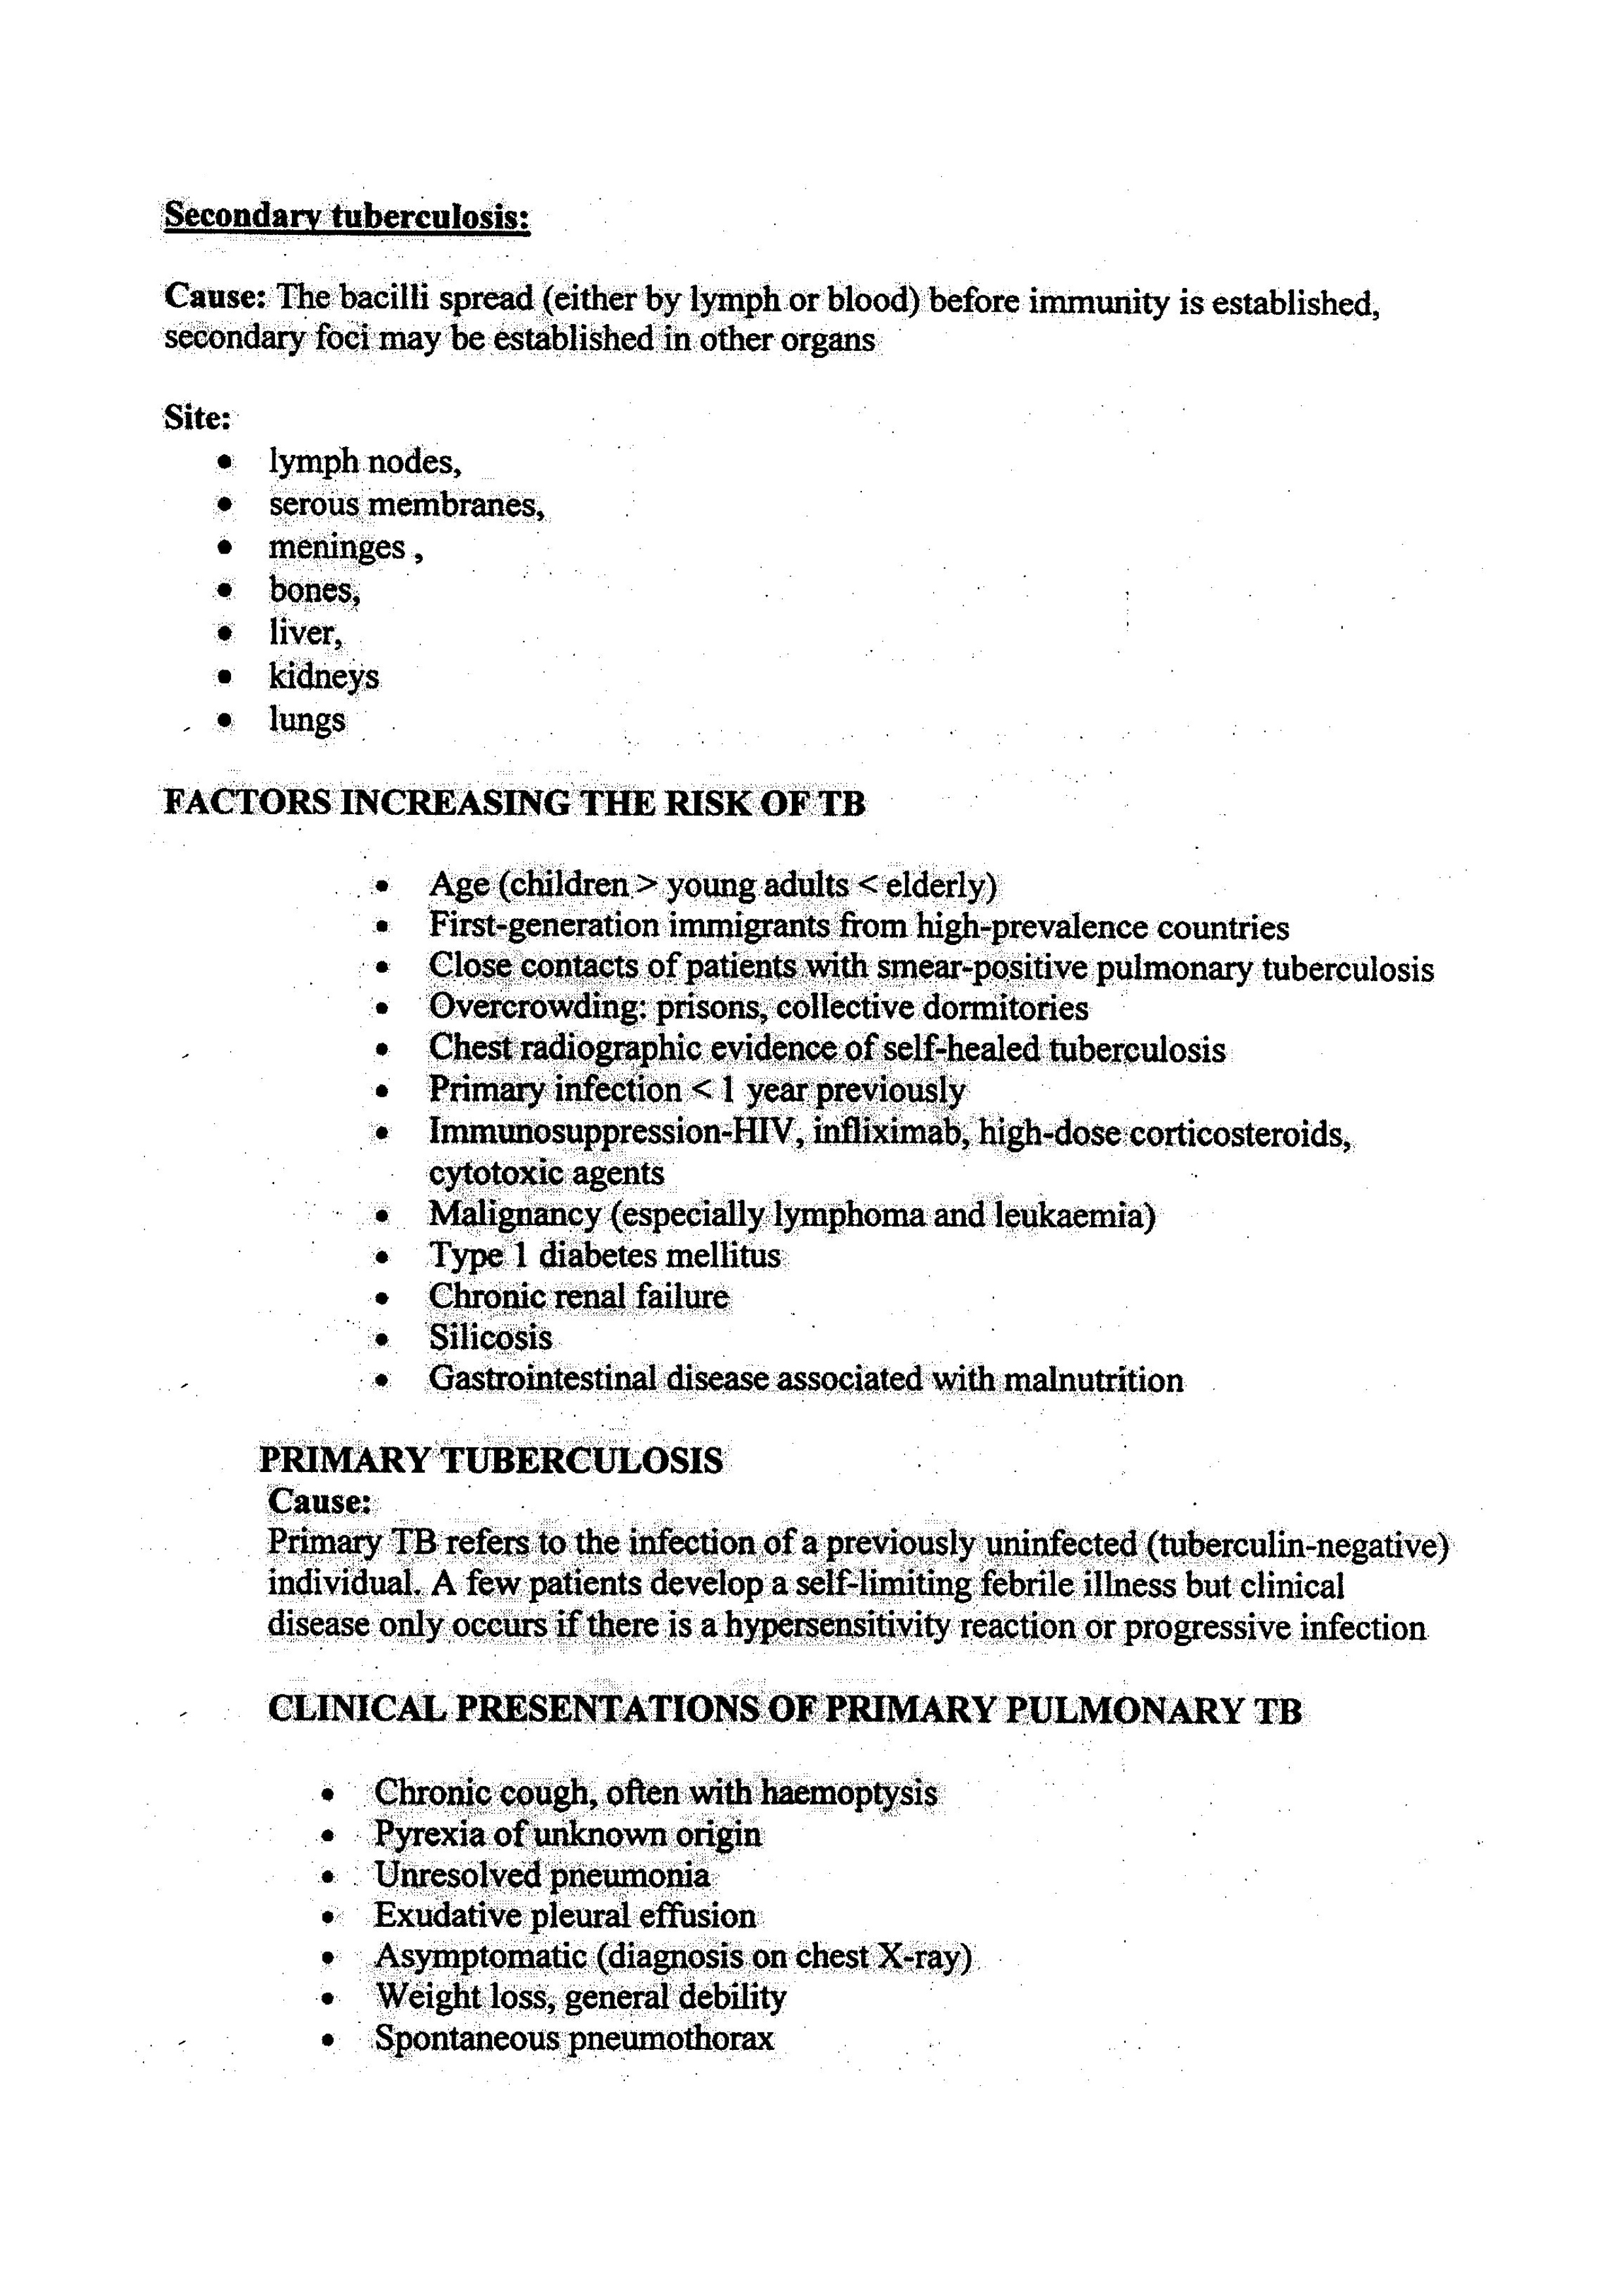 Secondary tuberculosis:
Cause: The bacilli spread (either by lymph or blood) before immunity is established,
secondary foci may be established in other organs
Site:
• lymph nodes,
• serous membranes,
• meninges ,
• bones,
• liver,
• kidneys
• lungs
FACTORS INCREASING THE RISK OF TB
• Age (children > young adults < elderly)
• First-generation immigrants from high-prevalence countries
• Close contacts of patients with smear-positive pulmonary tuberculosis
• Overcrowding: prisons, collective dormitories
• Chest radiographic evidence of self-healed tuberculosis
• Primary infection < 1 year previously
• Immunosuppression-HIV, infliximab, high-dose corticosteroids,
cytotoxic agents
• Malignancy (especially lymphoma and leukaemia)
• Type 1 diabetes mellitus
• Chronic renal failure
• Silicosis
• Gastrointestinal disease associated with malnutrition
PRIMARY TUBERCULOSIS
Cause:
Primary TB refers to the infection of a previously uninfected (tuberculin-negative)
individual. A few patients develop a self-limiting febrile illness but clinical
disease only occurs if there is a hypersensitivity reaction or progressive infection
CLINICAL PRESENTATIONS OF PRIMARY PULMONARY TB
• Chronic cough, often with haemoptysis
• Pyrexia of unknown origin
• Unresolved pneumonia
• Exudative pleural effusion
• Asymptomatic (diagnosis on chest X-ray)
• Weight loss, general debility
• Spontaneous pneumothorax